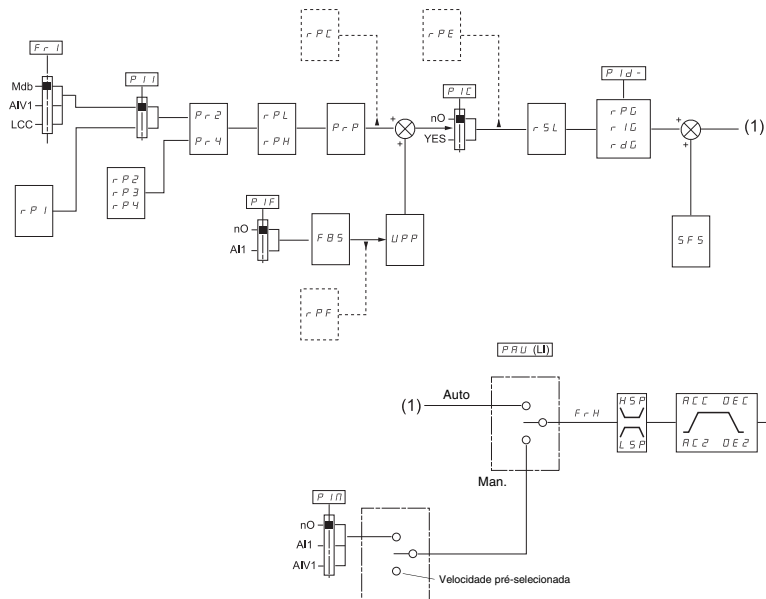 rPC
rPE
Fr1
PI1
PIC
PId-
Mdb
AIV1
LCC
nO
YES
Pr2
Pr4
rPL
rPH
PrP
+
+
rSL
rPG
rIG
rdG
+
+
(1)
rP1
rP2
rP3
rP4
PIF
nO
AI1
FBS
UPP
SFS
rPF
PAU (LI)
(1)
Auto
FrH
HSP
LSP
ACC DEC
AC2 DE2
Man.
PIM
nO
AI1
AIV1
Velocidade pré-selecionada